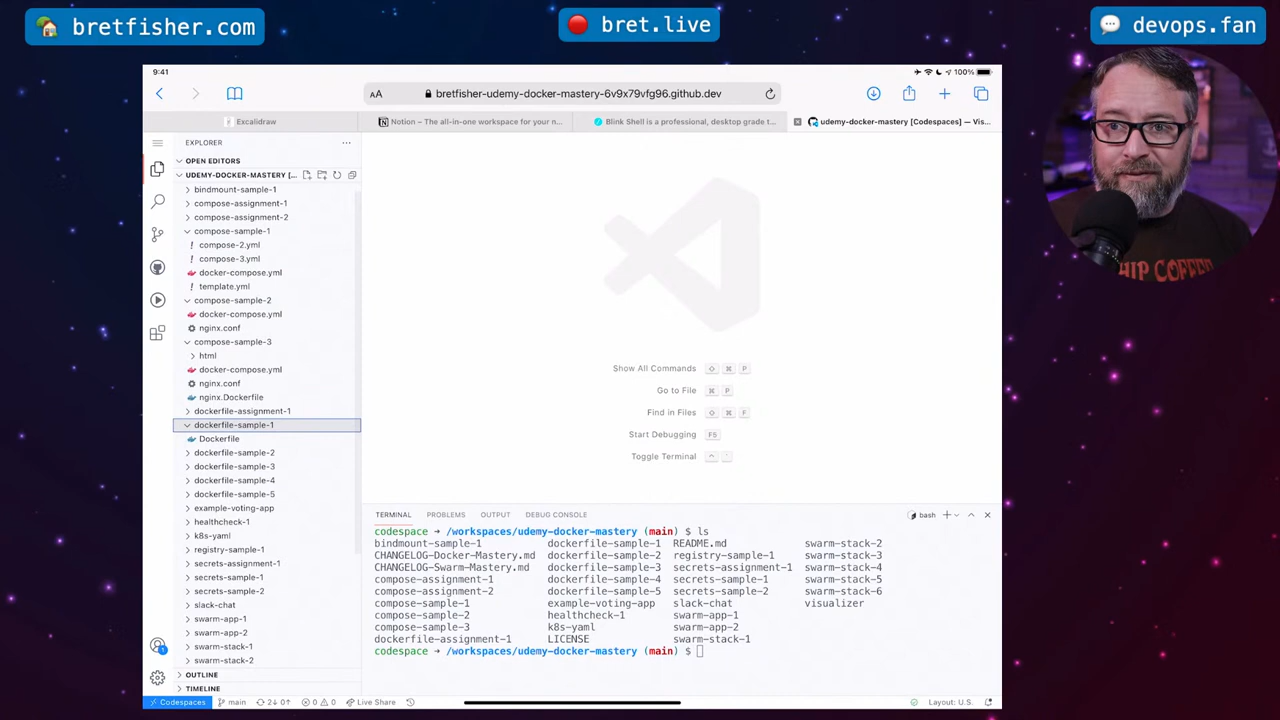 bretfisher.com
bret.live
devops.fan
9:41
100%
AA
bretfisher-udemy-docker-mastery-6v9x79vfg96.github.dev
Excalidraw
Notion – The all-in-one workspace for your n...
Blink Shell is a professional, desktop grade t...
udemy-docker-mastery [Codespaces] — Vis...
EXPLORER
OPEN EDITORS
UDEMY-DOCKER-MASTERY [...
bindmount-sample-1
compose-assignment-1
compose-assignment-2
compose-sample-1
compose-2.yml
compose-3.yml
docker-compose.yml
template.yml
compose-sample-2
docker-compose.yml
nginx.conf
compose-sample-3
html
docker-compose.yml
nginx.conf
nginx.Dockerfile
dockerfile-assignment-1
dockerfile-sample-1
Dockerfile
dockerfile-sample-2
dockerfile-sample-3
dockerfile-sample-4
dockerfile-sample-5
example-voting-app
healthcheck-1
k8s-yaml
registry-sample-1
secrets-assignment-1
secrets-sample-1
secrets-sample-2
slack-chat
swarm-app-1
swarm-app-2
swarm-stack-1
swarm-stack-2
OUTLINE
TIMELINE
Show All Commands ⇧ ⌘ P
Go to File ⌘ P
Find in Files ⇧ ⌘ F
Start Debugging F5
Toggle Terminal ⌃ `
TERMINAL PROBLEMS OUTPUT DEBUG CONSOLE bash
codespace → /workspaces/udemy-docker-mastery (main) $ ls
bindmount-sample-1 dockerfile-sample-1 README.md swarm-stack-2
CHANGELOG-Docker-Mastery.md dockerfile-sample-2 registry-sample-1 swarm-stack-3
CHANGELOG-Swarm-Mastery.md dockerfile-sample-3 secrets-assignment-1 swarm-stack-4
compose-assignment-1 dockerfile-sample-4 secrets-sample-1 swarm-stack-5
compose-assignment-2 dockerfile-sample-5 secrets-sample-2 swarm-stack-6
compose-sample-1 example-voting-app slack-chat visualizer
compose-sample-2 healthcheck-1 swarm-app-1
compose-sample-3 k8s-yaml swarm-app-2
dockerfile-assignment-1 LICENSE swarm-stack-1
codespace → /workspaces/udemy-docker-mastery (main) $
1
Codespaces main 2↓ 0↑ 0 0 Live Share
Layout: U.S.
HIP COFFEE